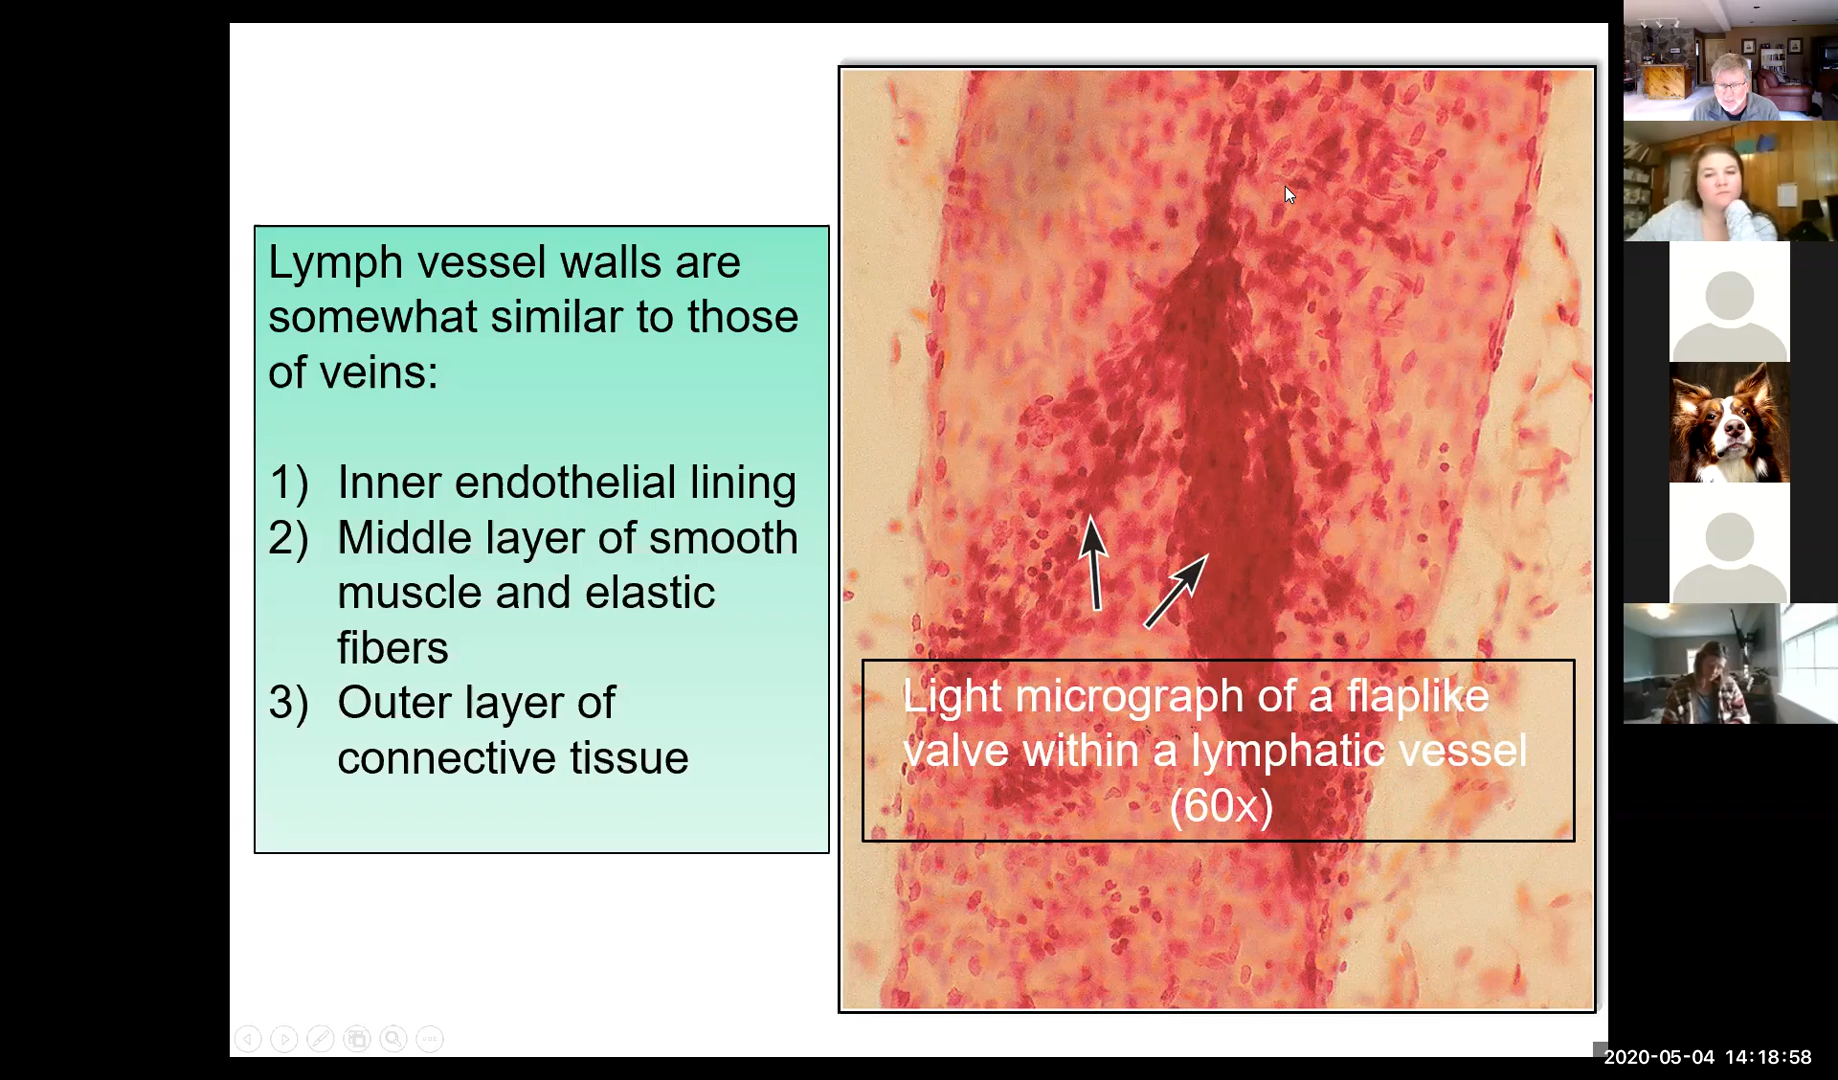 Lymph vessel walls are
somewhat similar to those
of veins:
1) Inner endothelial lining
2) Middle layer of smooth
muscle and elastic
fibers
3) Outer layer of
connective tissue
Light micrograph of a flaplike
valve within a lymphatic vessel
(60x)
2020-05-04 14:18:58